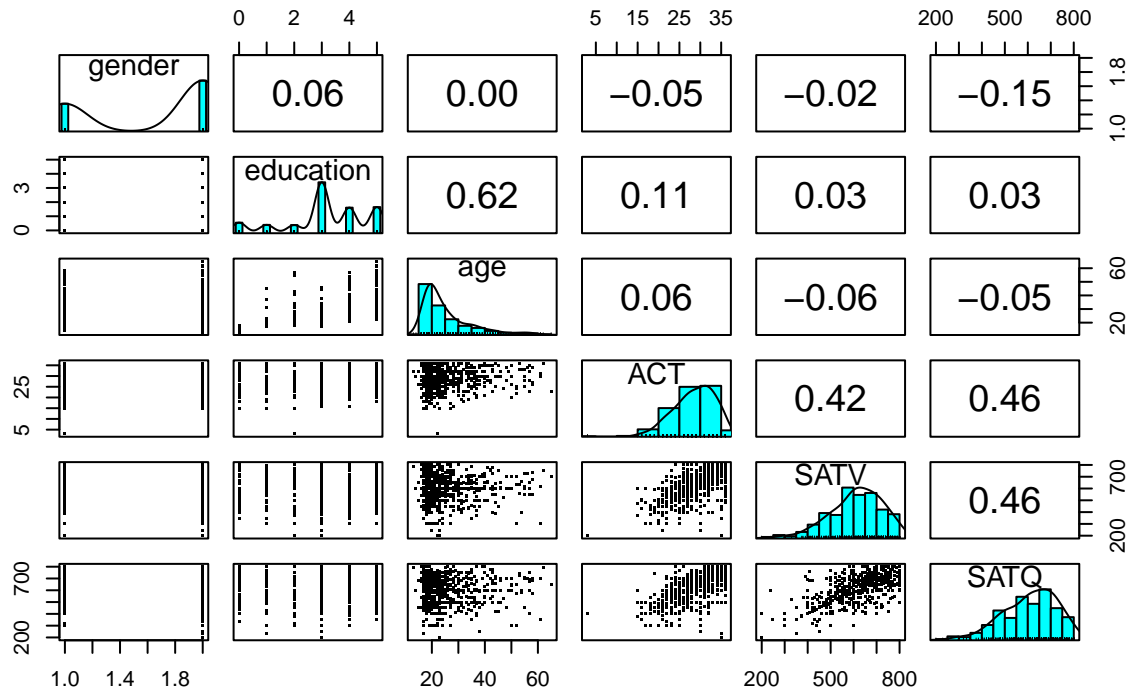 0 2 4 5 15 25 35 200 500 800
gender 0.06 0.00 −0.05 −0.02 −0.15 1.0 1.8
0 3 education 0.62 0.11 0.03 0.03
age 0.06 −0.06 −0.05 20 60
5 25 ACT 0.42 0.46
SATV 0.46 200 700
200 700 SATQ
1.0 1.4 1.8 20 40 60 200 500 800